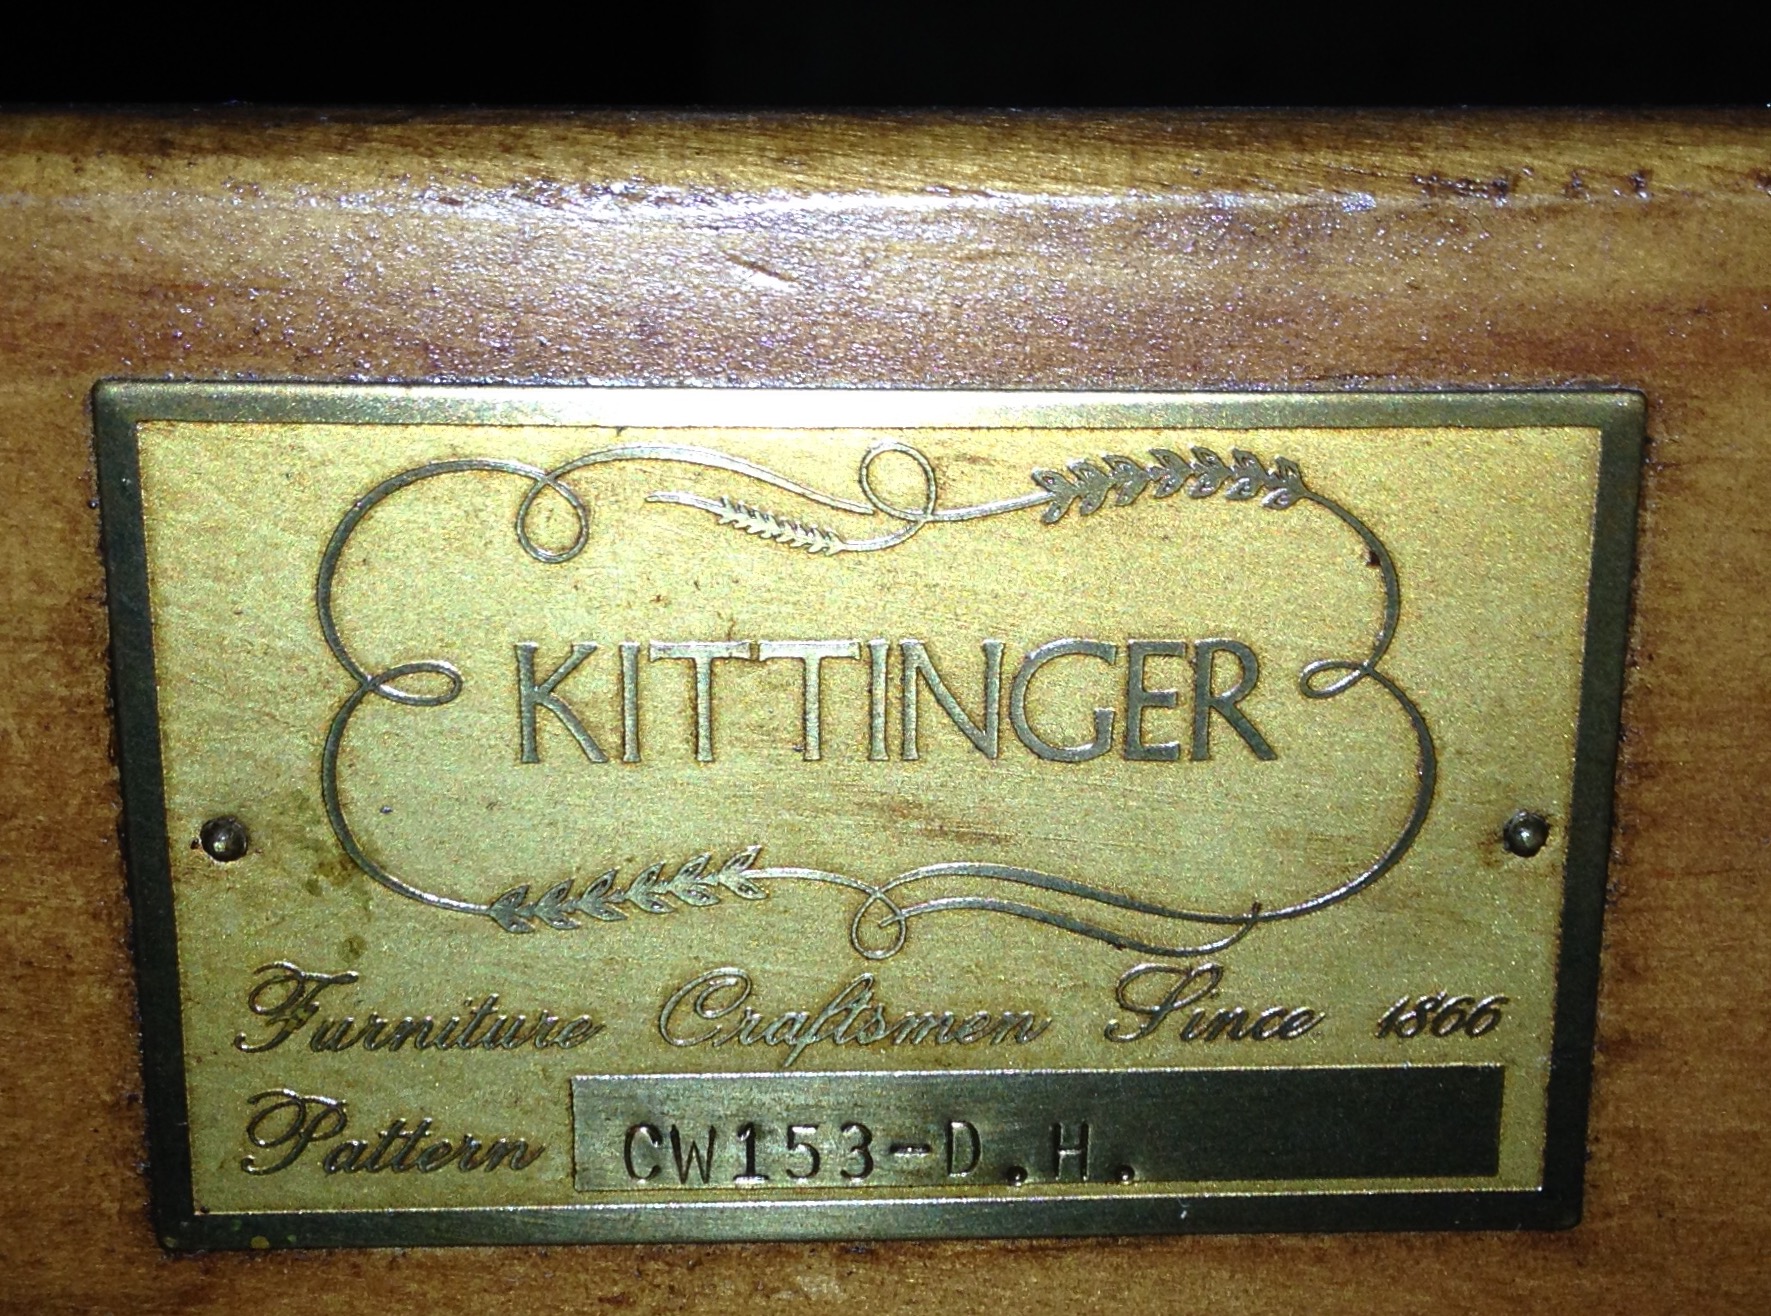 KITTINGER
Furniture Craftsmen Since 1866
Pattern CW153-D.H.